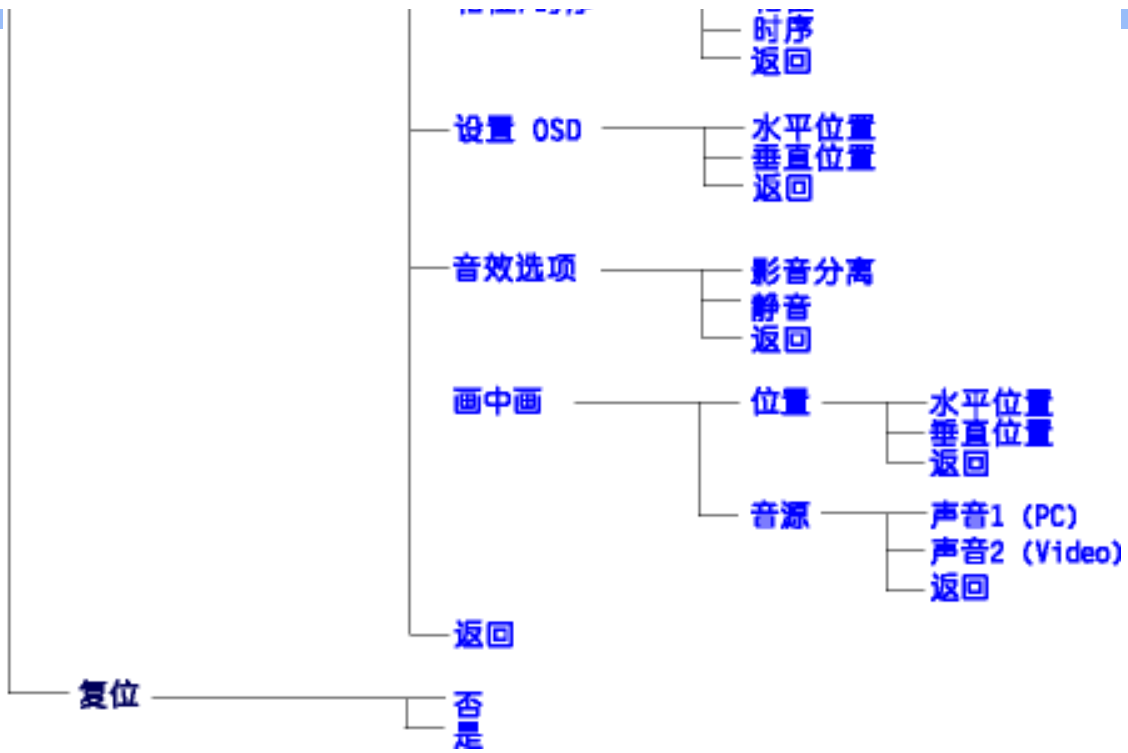 时序
返回
设置 OSD
水平位置
垂直位置
返回
音效选项
影音分离
静音
返回
画中画
位置
水平位置
垂直位置
返回
音源
声音1 (PC)
声音2 (Video)
返回
返回
复位
否
是